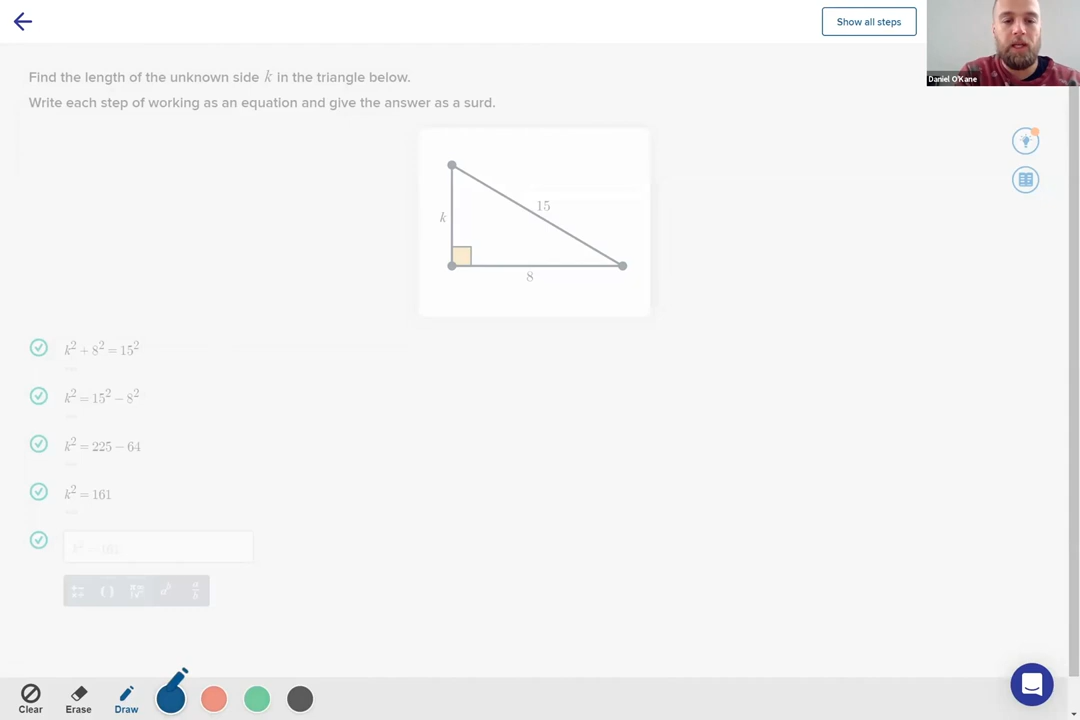 Show all steps
Daniel O'Kane
Find the length of the unknown side k in the triangle below.
Write each step of working as an equation and give the answer as a surd.
15
k
8
k² + 8² = 15²
k² = 15² − 8²
k² = 225 − 64
k² = 161
Clear
Erase
Draw